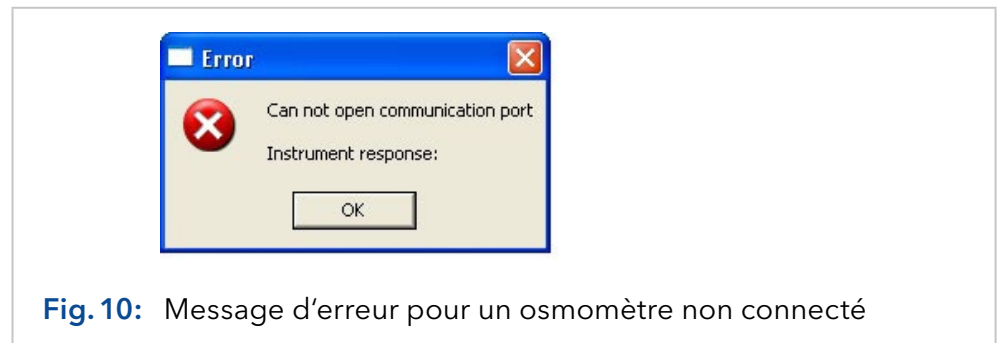 Error
Can not open communication port
Instrument response:
OK
Fig. 10: Message d‘erreur pour un osmomètre non connecté